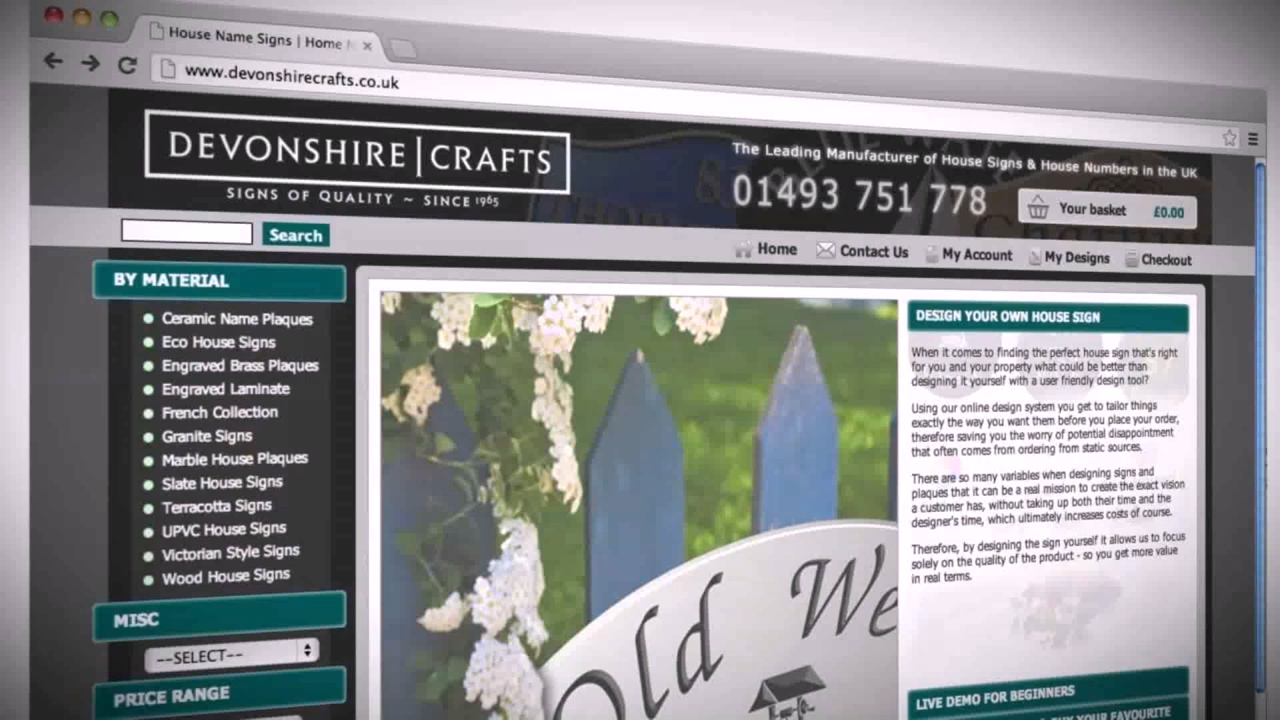 House Name Signs | Home
www.devonshirecrafts.co.uk
DEVONSHIRE | CRAFTS
SIGNS OF QUALITY ~ SINCE 1965
The Leading Manufacturer of House Signs & House Numbers in the UK
01493 751 778
Your basket £0.00
Search
Home Contact Us My Account My Designs Checkout
BY MATERIAL
Ceramic Name Plaques
Eco House Signs
Engraved Brass Plaques
Engraved Laminate
French Collection
Granite Signs
Marble House Plaques
Slate House Signs
Terracotta Signs
UPVC House Signs
Victorian Style Signs
Wood House Signs
MISC
--SELECT--
PRICE RANGE
Old We
DESIGN YOUR OWN HOUSE SIGN
When it comes to finding the perfect house sign that's right
for you and your property what could be better than
designing it yourself with a user friendly design tool?
Using our online design system you get to tailor things
exactly the way you want them before you place your order,
therefore saving you the worry of potential disappointment
that often comes from ordering from static sources.
There are so many variables when designing signs and
plaques that it can be a real mission to create the exact vision
a customer has, without taking up both their time and the
designer's time, which ultimately increases costs of course.
Therefore, by designing the sign yourself it allows us to focus
solely on the quality of the product - so you get more value
in real terms.
LIVE DEMO FOR BEGINNERS
YOUR FAVOURITE